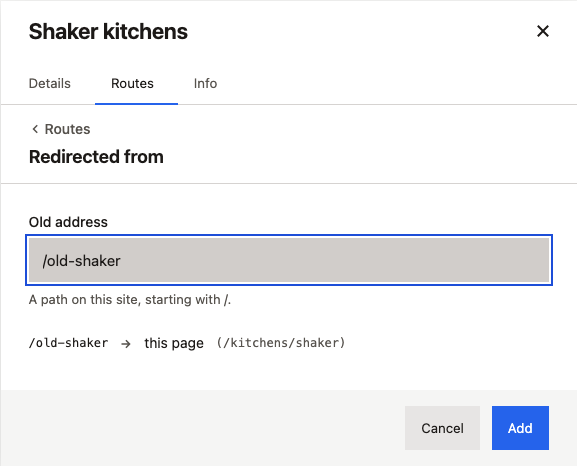 Shaker kitchens
Details Routes Info
Routes
Redirected from
Old address
/old-shaker
A path on this site, starting with /.
/old-shaker → this page (/kitchens/shaker)
Cancel Add